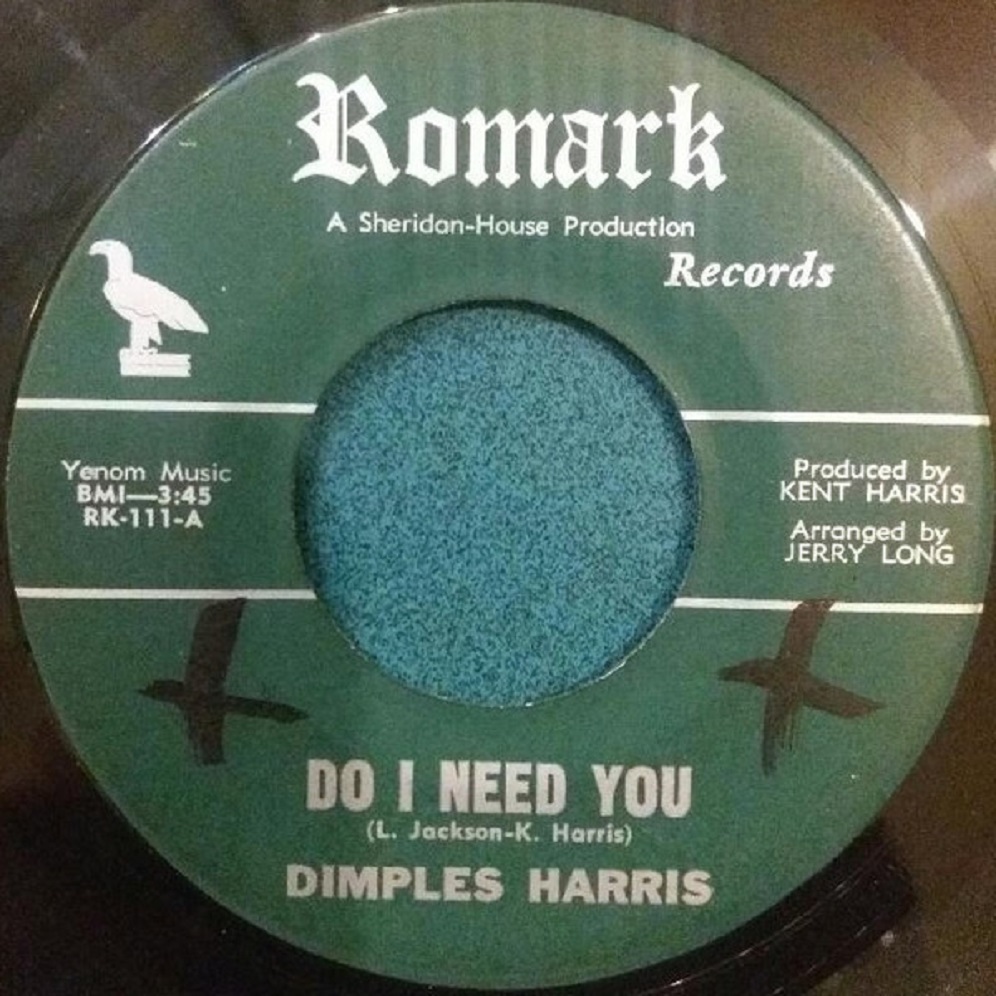 Romark
A Sheridan-House Production
Records
Yenom Music
BMI—3:45
RK-111-A
Produced by
KENT HARRIS
Arranged by
JERRY LONG
DO I NEED YOU
(L. Jackson-K. Harris)
DIMPLES HARRIS